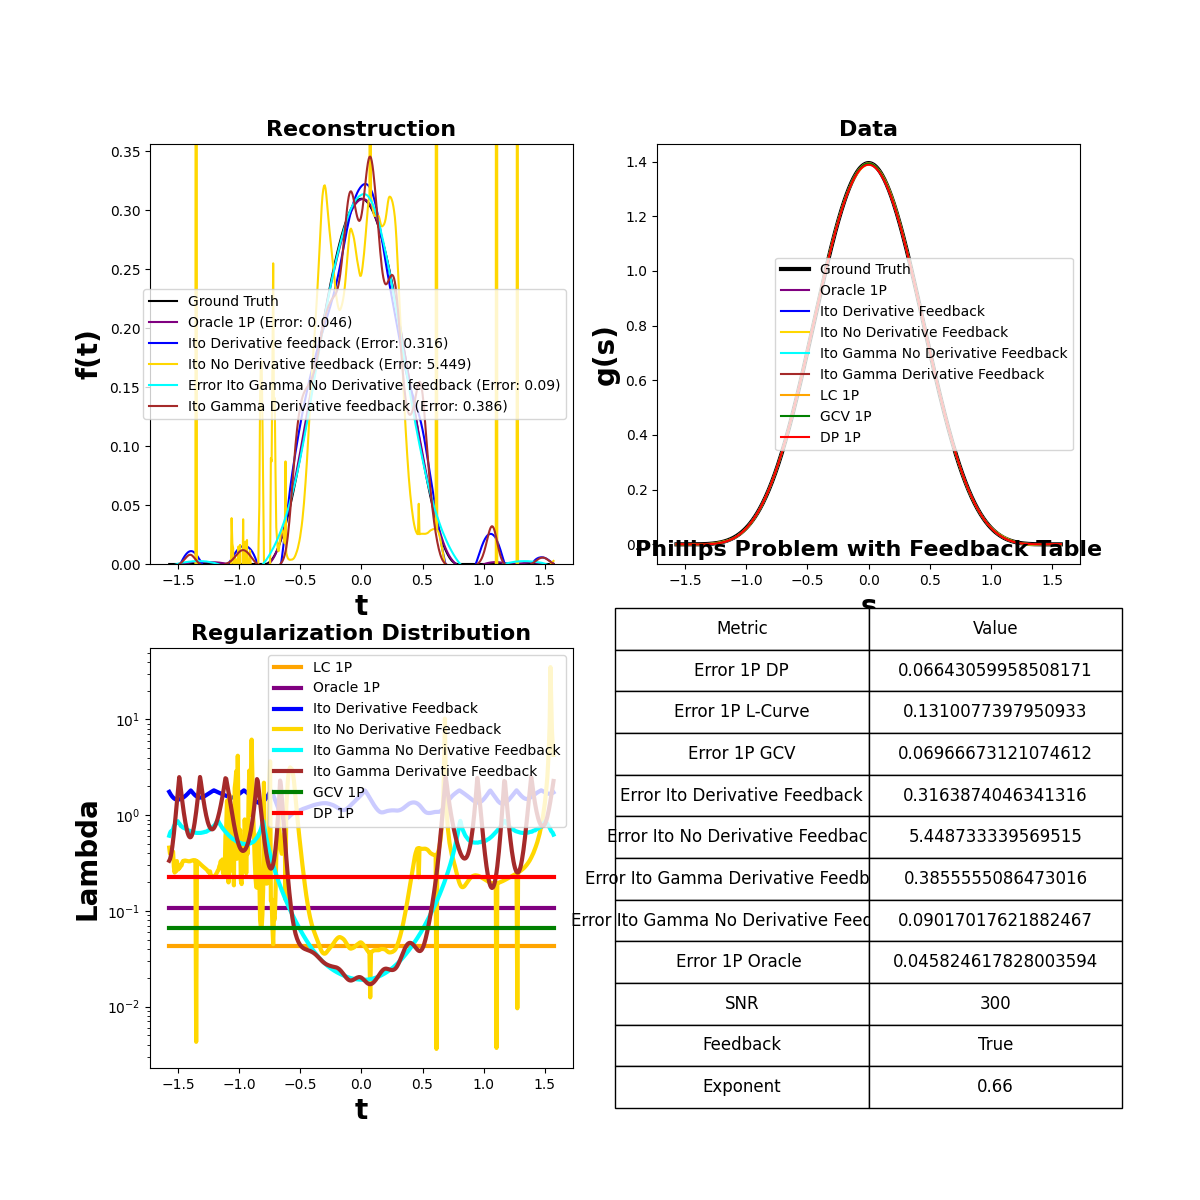 Reconstruction
0.35
0.30
0.25
0.20
0.15
0.10
0.05
0.00
f(t)
Ground Truth
Oracle 1P (Error: 0.046)
Ito Derivative feedback (Error: 0.316)
Ito No Derivative feedback (Error: 5.449)
Error Ito Gamma No Derivative feedback (Error: 0.09)
Ito Gamma Derivative feedback (Error: 0.386)
−1.5 −1.0 −0.5 0.0 0.5 1.0 1.5
t
Data
1.4
1.2
1.0
0.8
0.6
0.4
0.2
g(s)
Ground Truth
Oracle 1P
Ito Derivative Feedback
Ito No Derivative Feedback
Ito Gamma No Derivative Feedback
Ito Gamma Derivative Feedback
LC 1P
GCV 1P
DP 1P
−1.5 −1.0 −0.5 0.0 0.5 1.0 1.5
s
Regularization Distribution
10^1
10^0
10^−1
10^−2
Lambda
LC 1P
Oracle 1P
Ito Derivative Feedback
Ito No Derivative Feedback
Ito Gamma No Derivative Feedback
Ito Gamma Derivative Feedback
GCV 1P
DP 1P
−1.5 −1.0 −0.5 0.0 0.5 1.0 1.5
t
Phillips Problem with Feedback Table
Metric Value
Error 1P DP 0.06643059958508171
Error 1P L-Curve 0.1310077397950933
Error 1P GCV 0.06966673121074612
Error Ito Derivative Feedback 0.3163874046341316
Error Ito No Derivative Feedbac 5.448733339569515
Error Ito Gamma Derivative Feedb 0.3855555086473016
Error Ito Gamma No Derivative Feed 0.09017017621882467
Error 1P Oracle 0.045824617828003594
SNR 300
Feedback True
Exponent 0.66